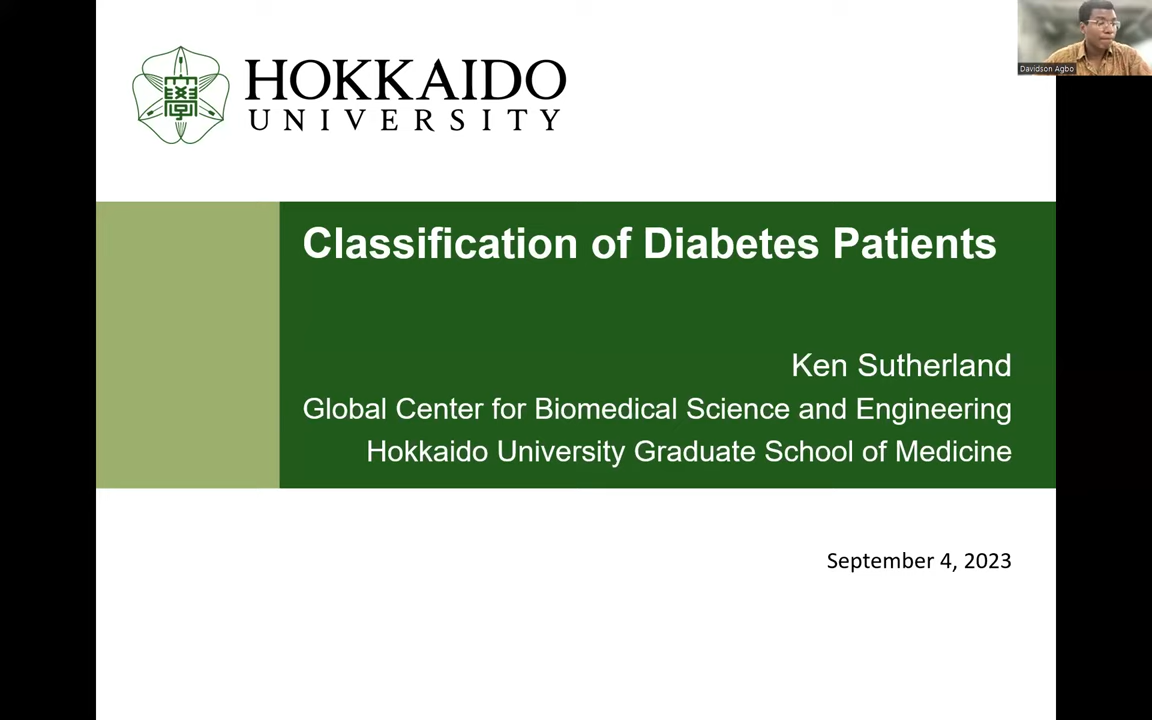 HOKKAIDO
UNIVERSITY
Davidson Agbo
Classification of Diabetes Patients
Ken Sutherland
Global Center for Biomedical Science and Engineering
Hokkaido University Graduate School of Medicine
September 4, 2023